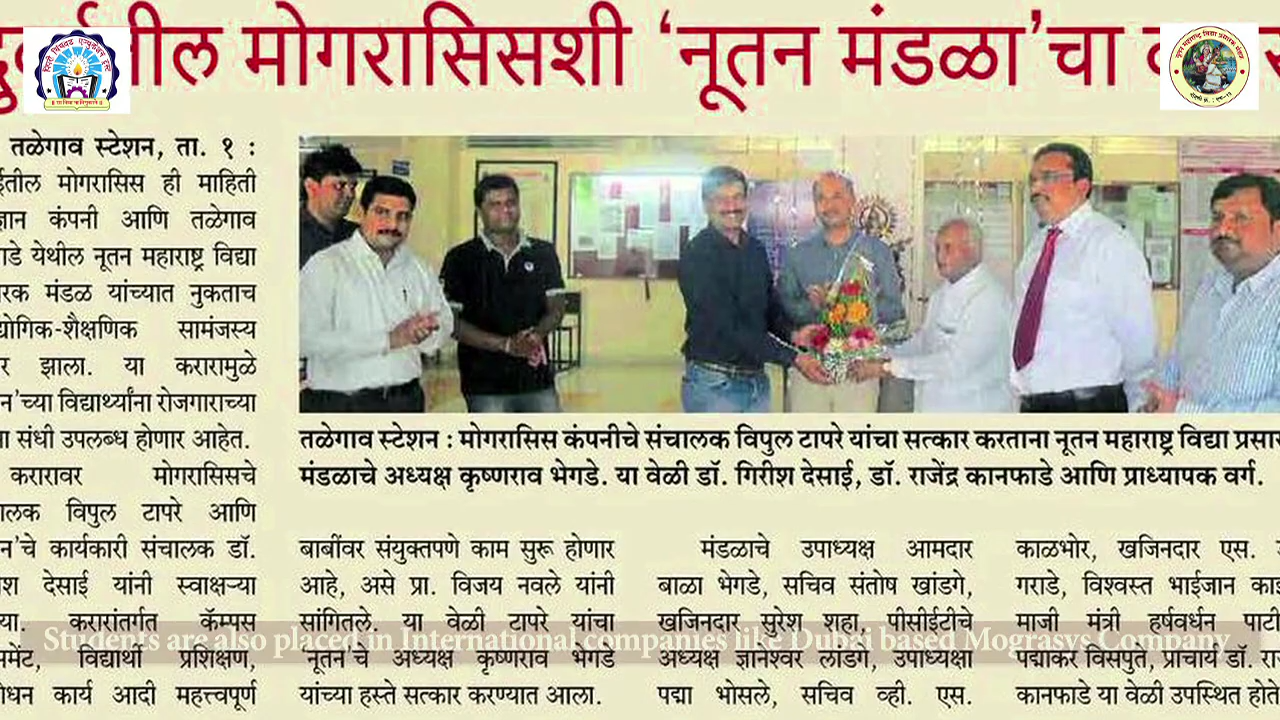 मोगरासिसशी ‘नूतन मंडळा’चा
तळेगाव स्टेशन, ता. १ :
मोगरासिस ही माहिती
कंपनी आणि तळेगाव
येथील नूतन महाराष्ट्र विद्या
मंडळ यांच्यात नुकताच
सामंजस्य
झाला. या करारामुळे
विद्यार्थ्यांना रोजगाराच्या
संधी उपलब्ध होणार आहेत.
करारावर मोगरासिसचे
विपुल टापरे आणि
कार्यकारी संचालक डॉ.
देसाई यांनी स्वाक्षऱ्या
करारांतर्गत कॅम्पस
विद्यार्थी प्रशिक्षण,
कार्य आदी महत्त्वपूर्ण
तळेगाव स्टेशन : मोगरासिस कंपनीचे संचालक विपुल टापरे यांचा सत्कार करताना नूतन महाराष्ट्र विद्या
मंडळाचे अध्यक्ष कृष्णराव भेगडे. या वेळी डॉ. गिरीश देसाई, डॉ. राजेंद्र कानफाडे आणि प्राध्यापक वर्ग.
बाबींवर संयुक्तपणे काम सुरू होणार
आहे, असे प्रा. विजय नवले यांनी
सांगितले. या वेळी टापरे यांचा
'नूतन'चे अध्यक्ष कृष्णराव भेगडे
यांच्या हस्ते सत्कार करण्यात आला.
मंडळाचे उपाध्यक्ष आमदार
बाळा भेगडे, सचिव संतोष खांडगे,
खजिनदार सुरेश शहा, पीसीईटीचे
अध्यक्ष ज्ञानेश्वर लांडगे, उपाध्यक्षा
पद्मा भोसले, सचिव व्ही. एस.
काळभोर, खजिनदार एस.
गराडे, विश्वस्त भाईजान
माजी मंत्री हर्षवर्धन
पद्माकर विसपुते, प्राचार्य डॉ.
कानफाडे या वेळी उपस्थित होते
Students are also placed in International companies like Dubai based Mograsys Company